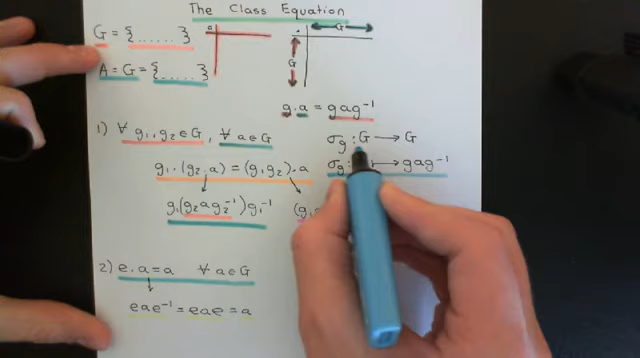 The Class Equation
G = {......}
A = G = {.....}
G
G
g.a = gag⁻¹
1) ∀ g₁, g₂ ∈ G, ∀ a ∈ G
σg : G → G
g₁.(g₂.a) = (g₁g₂).a
σg : ↦ gag⁻¹
g₁(g₂ag₂⁻¹)g₁⁻¹ (g₁
2) e.a = a ∀ a ∈ G
eae⁻¹ = eae = a